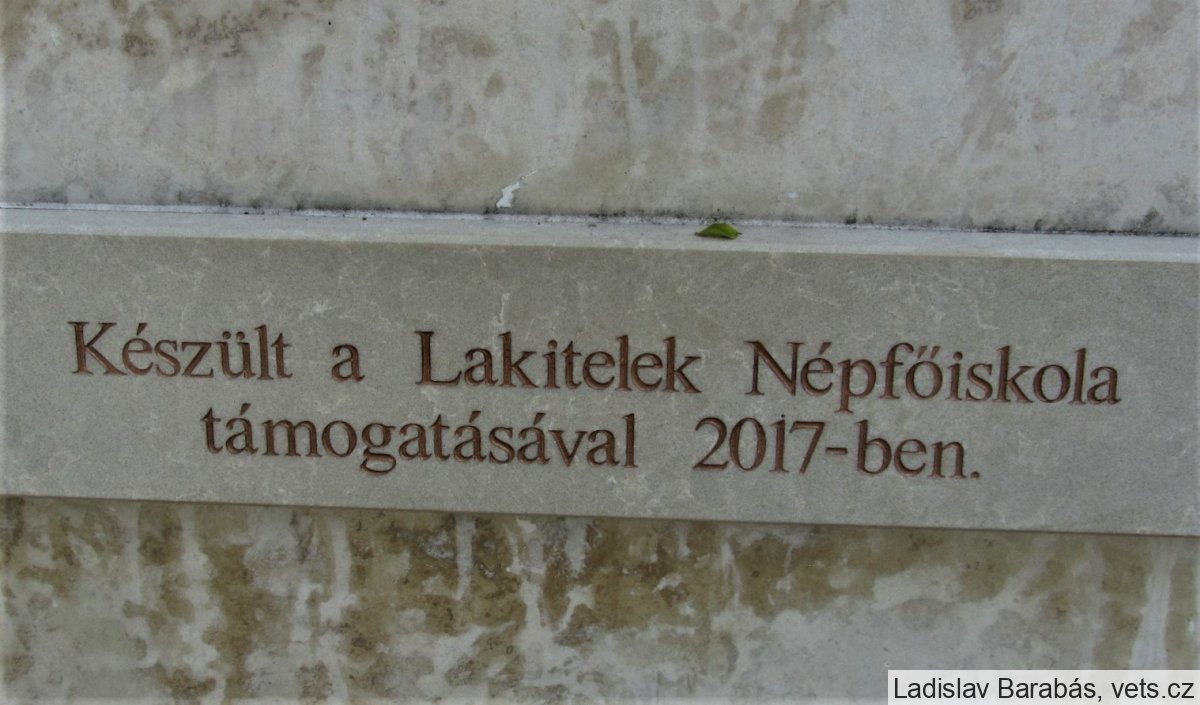 Készült a Lakitelek Népfőiskola
támogatásával 2017-ben.
Ladislav Barabás, vets.cz